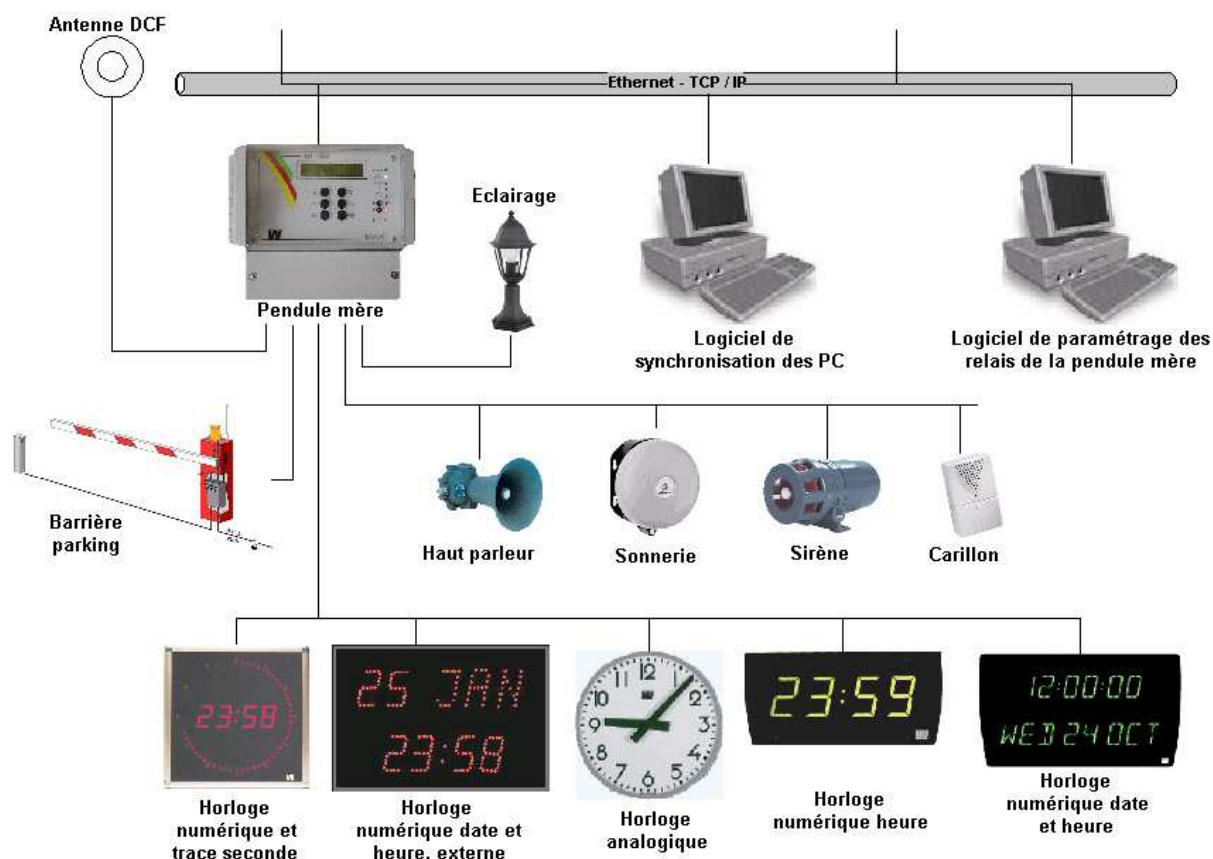 Antenne DCF
Ethernet - TCP / IP
Eclairage
Pendule mère
Logiciel de
synchronisation des PC
Logiciel de paramétrage des
relais de la pendule mère
Barrière
parking
Haut parleur
Sonnerie
Sirène
Carillon
23:58
25 JAN
23:58
12
1
2
3
4
5
6
7
8
9
10
11
23:59
12:00:00
WED 24 OCT
Horloge
numérique et
trace seconde
Horloge
numérique date et
heure, externe
Horloge
analogique
Horloge
numérique heure
Horloge
numérique date
et heure